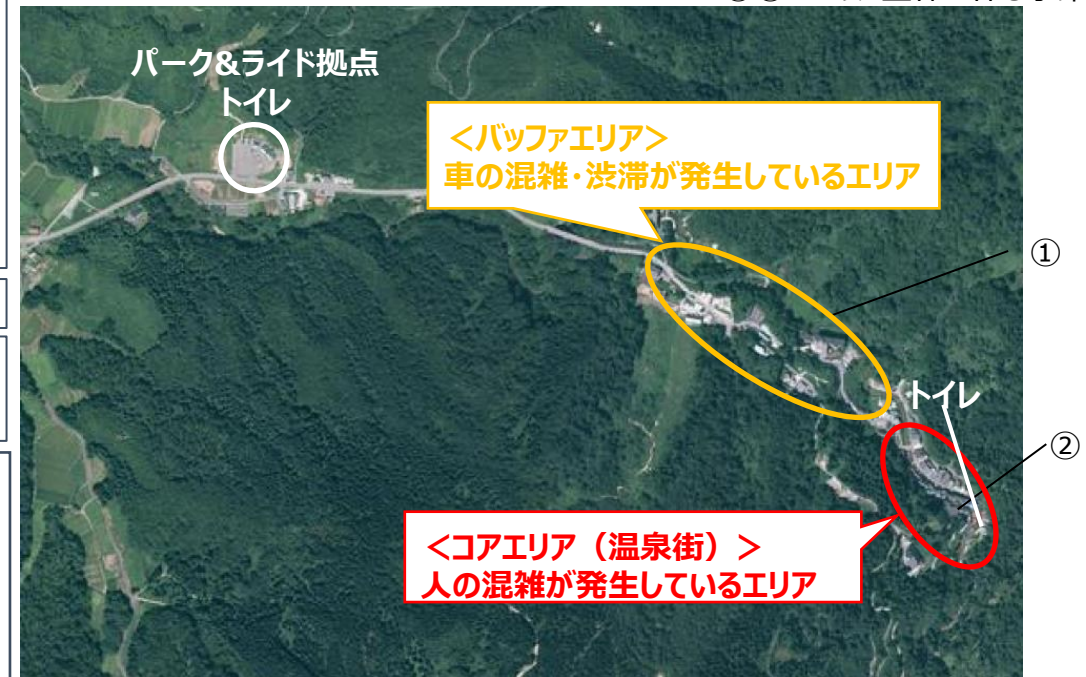 パーク&ライド拠点
トイレ
<バッファエリア>
車の混雑・渋滞が発生しているエリア
①
トイレ
②
<コアエリア（温泉街）>
人の混雑が発生しているエリア